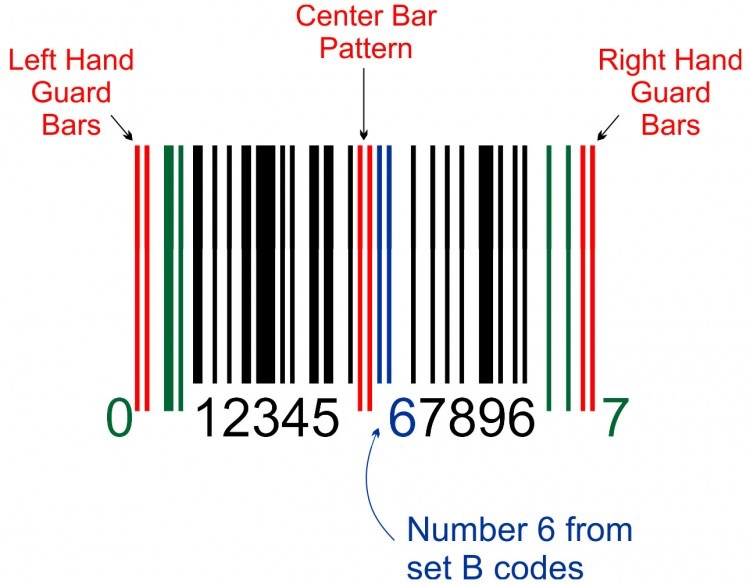 Center Bar
Pattern
Left Hand
Guard
Bars
Right Hand
Guard
Bars
0 12345 67896 7
Number 6 from
set B codes